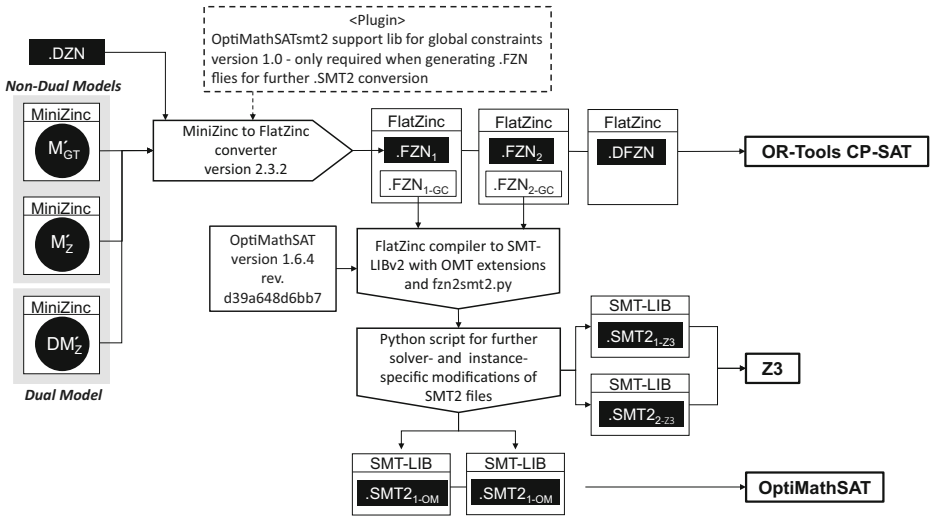 <Plugin>
OptiMathSATsmt2 support lib for global constraints
version 1.0 - only required when generating .FZN
flies for further .SMT2 conversion
.DZN
Non-Dual Models
MiniZinc
M´GT
MiniZinc
M´Z
MiniZinc
DM´Z
Dual Model
MiniZinc to FlatZinc
converter
version 2.3.2
FlatZinc
.FZN1
.FZN1-GC
FlatZinc
.FZN2
.FZN2-GC
FlatZinc
.DFZN
OR-Tools CP-SAT
OptiMathSAT
version 1.6.4
rev.
d39a648d6bb7
FlatZinc compiler to SMT-
LIBv2 with OMT extensions
and fzn2smt2.py
Python script for further
solver- and instance-
specific modifications of
SMT2 files
SMT-LIB
.SMT21-Z3
SMT-LIB
.SMT22-Z3
Z3
SMT-LIB
.SMT21-OM
SMT-LIB
.SMT21-OM
OptiMathSAT